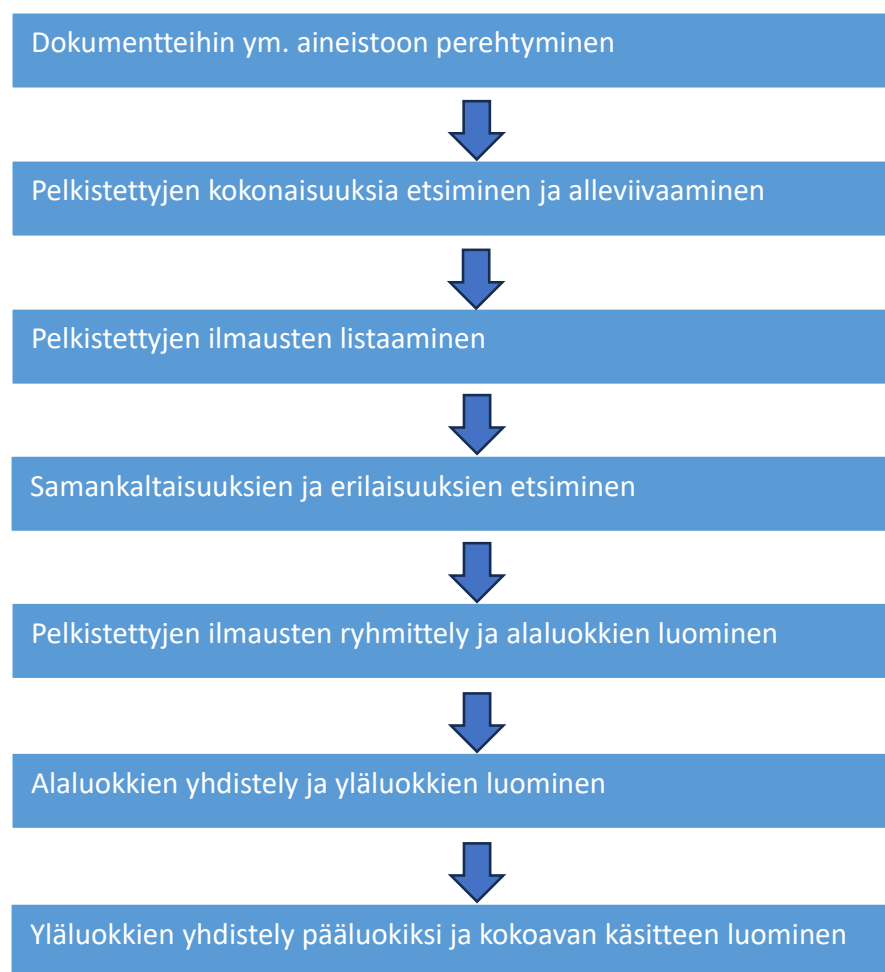 Dokumentteihin ym. aineistoon perehtyminen
Pelkistettyjen kokonaisuuksia etsiminen ja alleviivaaminen
Pelkistettyjen ilmausten listaaminen
Samankaltaisuuksien ja erilaisuuksien etsiminen
Pelkistettyjen ilmausten ryhmittely ja alaluokkien luominen
Alaluokkien yhdistely ja yläluokkien luominen
Yläluokkien yhdistely pääluokiksi ja kokoavan käsitteen luominen